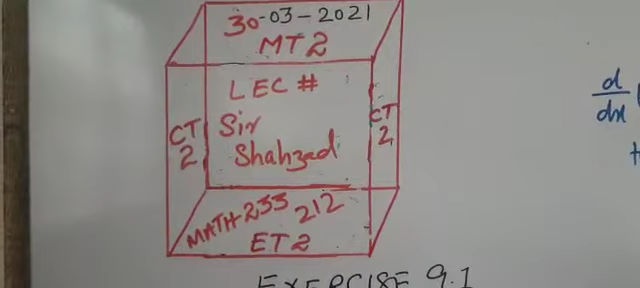 30-03-2021
MT2
LEC #
CT
2
Sir
Shahzad
CT
2
MATH-233
212
ET2
EXERCISE 9.1
d
dx